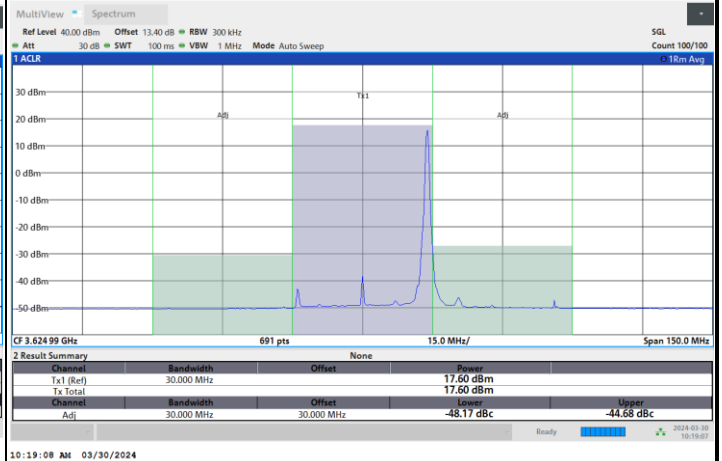 MultiView Spectrum
Ref Level 40.00 dBm Offset 13.40 dB RBW 300 kHz SGL
Att 30 dB SWT 100 ms VBW 1 MHz Mode Auto Sweep Count 100/100
1 ACLR 1Rm Avg
30 dBm
Tx1
20 dBm
Adj Adj
10 dBm
0 dBm
-10 dBm
-20 dBm
-30 dBm
-40 dBm
-50 dBm
CF 3.624 99 GHz 691 pts 15.0 MHz/ Span 150.0 MHz
2 Result Summary None
Channel Bandwidth Offset Power
Tx1 (Ref) 30.000 MHz 17.60 dBm
Tx Total 17.60 dBm
Channel Bandwidth Offset Lower Upper
Adj 30.000 MHz 30.000 MHz -48.17 dBc -44.68 dBc
Ready 2024-03-30
10:19:07
10:19:08 AM 03/30/2024